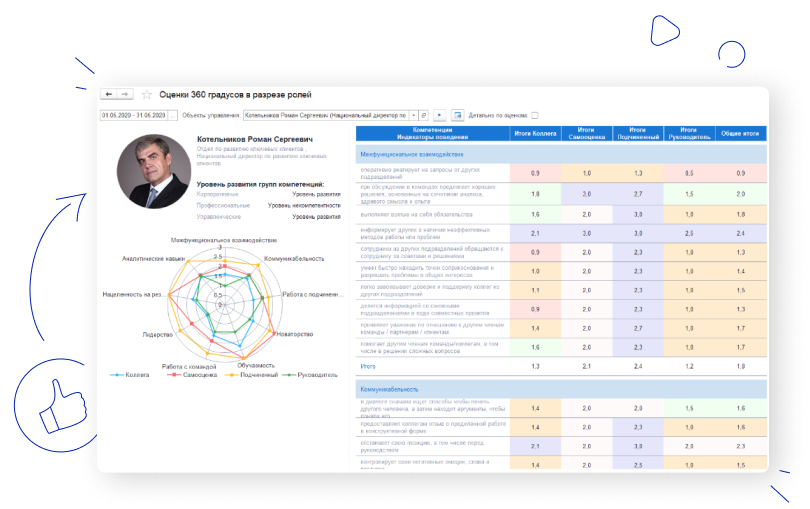 Оценки 360 градусов в разрезе ролей
01.05.2020 - 31.06.2020 ...
Объекты управления: Котельников Роман Сергеевич (Национальный директор по
Детально по оценкам:
Котельников Роман Сергеевич
Отдел по развитию ключевых клиентов ,
Национальный директор по развитию ключевых
клиентов
Уровень развития групп компетенций:
Корпоративные Уровень развития
Профессиональные Уровень некомпетентности
Управленческие Уровень развития
Межфункциональное взаимодействие
Аналитические навыки
Коммуникабельность
Нацеленность на рез...
Работа с подчиненн...
Лидерство
Новаторство
Работа с командой
Обучаемость
3
2,5
2
1,5
1
0,5
0
Коллега Самооценка Подчиненный Руководитель
Компетенции
Индикаторы поведения
Итоги Коллега
Итоги
Самооценка
Итоги
Подчиненный
Итоги
Руководитель
Общие итоги
Межфункциональное взаимодействие
оперативно реагирует на запросы от других
подразделений
0,9 1,0 1,3 0,5 0,9
при обсуждении в командах предлагает хорошие
решения, основанные на сочетании анализа,
здравого смысла и опыта
1,8 3,0 2,7 1,5 2,0
выполняет взятые на себя обязательства
1,6 2,0 3,0 1,0 1,8
информирует других о наличии неэффективных
методов работы или проблем
2,1 3,0 3,0 2,5 2,4
сотрудники из других подразделений обращаются к
сотруднику за советами и решениями
0,9 2,0 2,3 1,0 1,3
умеет быстро находить точки соприкосновения и
разрешать проблемы в общих интересах
1,0 2,0 2,3 1,0 1,4
легко завоевывает доверие и поддержку коллег из
других подразделений
1,1 2,0 2,3 1,0 1,5
делится информацией со смежными
подразделениями в ходе совместных проектов
0,9 2,0 2,3 1,0 1,3
проявляет уважение по отношению к другим членам
команды / партнерам / клиентам
1,4 2,0 2,7 1,0 1,7
помогает другим членам команды/коллегам, в том
числе в решении сложных вопросов
1,6 2,0 2,3 1,0 1,7
Итого 1,3 2,1 2,4 1,2 1,8
Коммуникабельность
в диалоге сначала ищет способы чтобы понять
другого человека, а затем находит аргументы, чтобы
поняли его
1,4 2,0 2,0 1,5 1,6
предоставляет коллегам отзыв о проделанной работе
в конструктивной форме
1,4 2,0 2,3 1,0 1,6
отстаивает свою позицию, в том числе перед
руководством
2,1 2,0 3,0 2,0 2,3
контролирует свои негативные эмоции, слова и
1,4 2,0 2,5 1,0 1,5